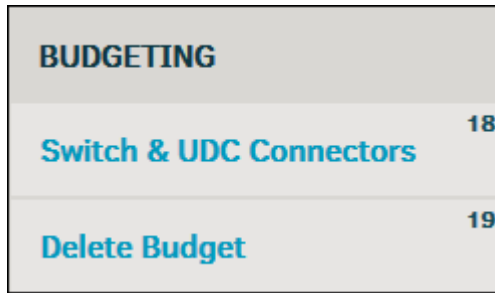 BUDGETING
18
Switch & UDC Connectors
19
Delete Budget